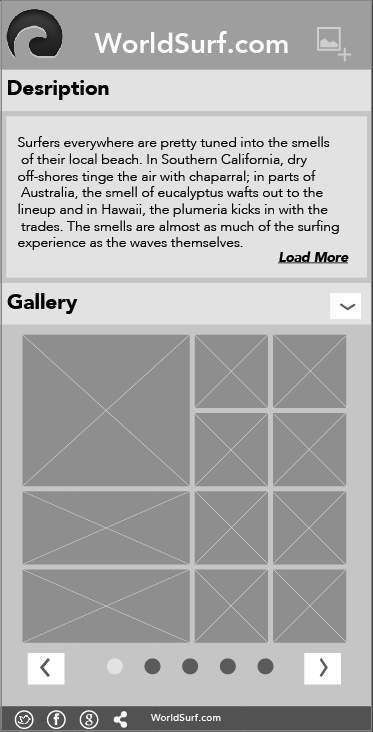 WorldSurf.com
Desription
Surfers everywhere are pretty tuned into the smells
of their local beach. In Southern California, dry
off-shores tinge the air with chaparral; in parts of
Australia, the smell of eucalyptus wafts out to the
lineup and in Hawaii, the plumeria kicks in with the
trades. The smells are almost as much of the surfing
experience as the waves themselves.
Load More
Gallery
WorldSurf.com